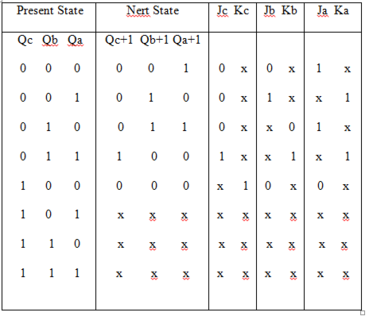 Present State Nert State Jc Kc Jb Kb Ja Ka
Qc Qb Qa Qc+1 Qb+1 Qa+1
0 0 0 0 0 1 0 x 0 x 1 x
0 0 1 0 1 0 0 x 1 x x 1
0 1 0 0 1 1 0 x x 0 1 x
0 1 1 1 0 0 1 x x 1 x 1
1 0 0 0 0 0 x 1 0 x 0 x
1 0 1 x x x x x x x x x
1 1 0 x x x x x x x x x
1 1 1 x x x x x x x x x